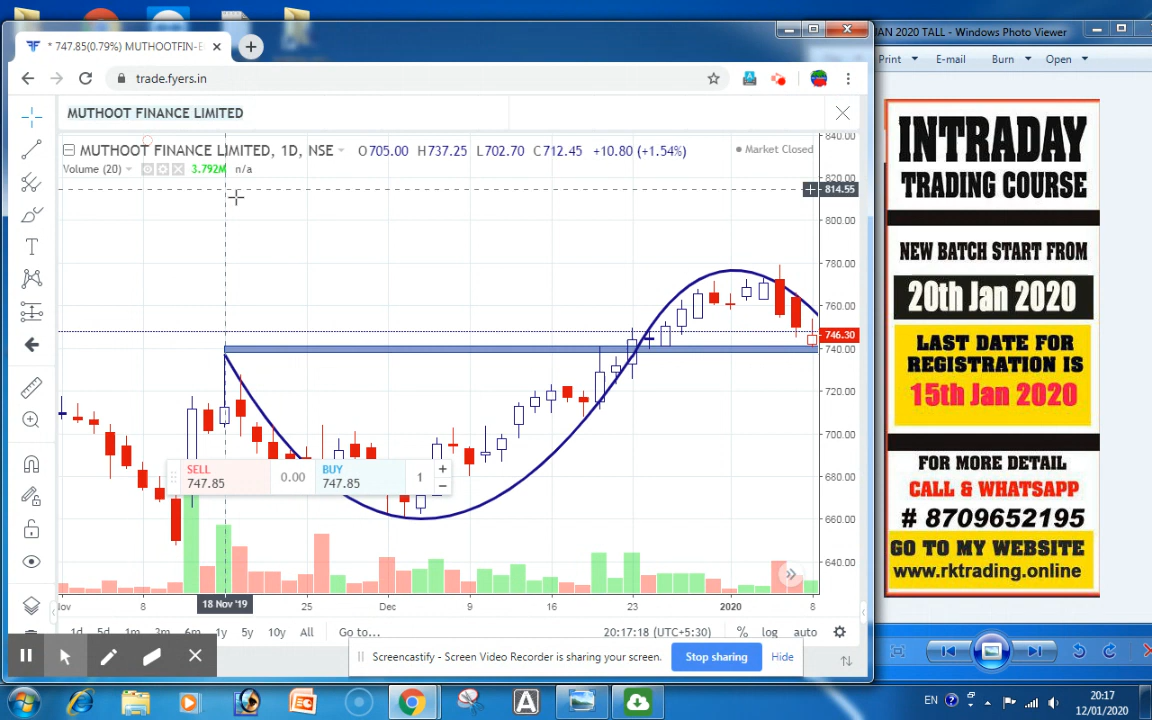 * 747.85(0.79%) MUTHOOTFIN-E
trade.fyers.in
MUTHOOT FINANCE LIMITED
MUTHOOT FINANCE LIMITED, 1D, NSE O705.00 H737.25 L702.70 C712.45 +10.80 (+1.54%)
Market Closed
Volume (20) 3.792M n/a
840.00
820.00
814.55
800.00
780.00
760.00
746.30
740.00
720.00
700.00
680.00
660.00
640.00
SELL
747.85
0.00
BUY
747.85
1
Nov 8 18 Nov '19 25 Dec 9 16 23 2020 8
1d 5d 1m 3m 6m 1y 5y 10y All Go to... 20:17:18 (UTC+5:30) % log auto
Screencastify - Screen Video Recorder is sharing your screen. Stop sharing Hide
AN 2020 TALL - Windows Photo Viewer
Print E-mail Burn Open
INTRADAY
TRADING COURSE
NEW BATCH START FROM
20th Jan 2020
LAST DATE FOR
REGISTRATION IS
15th Jan 2020
FOR MORE DETAIL
CALL & WHATSAPP
# 8709652195
GO TO MY WEBSITE
www.rktrading.online
EN
20:17
12/01/2020